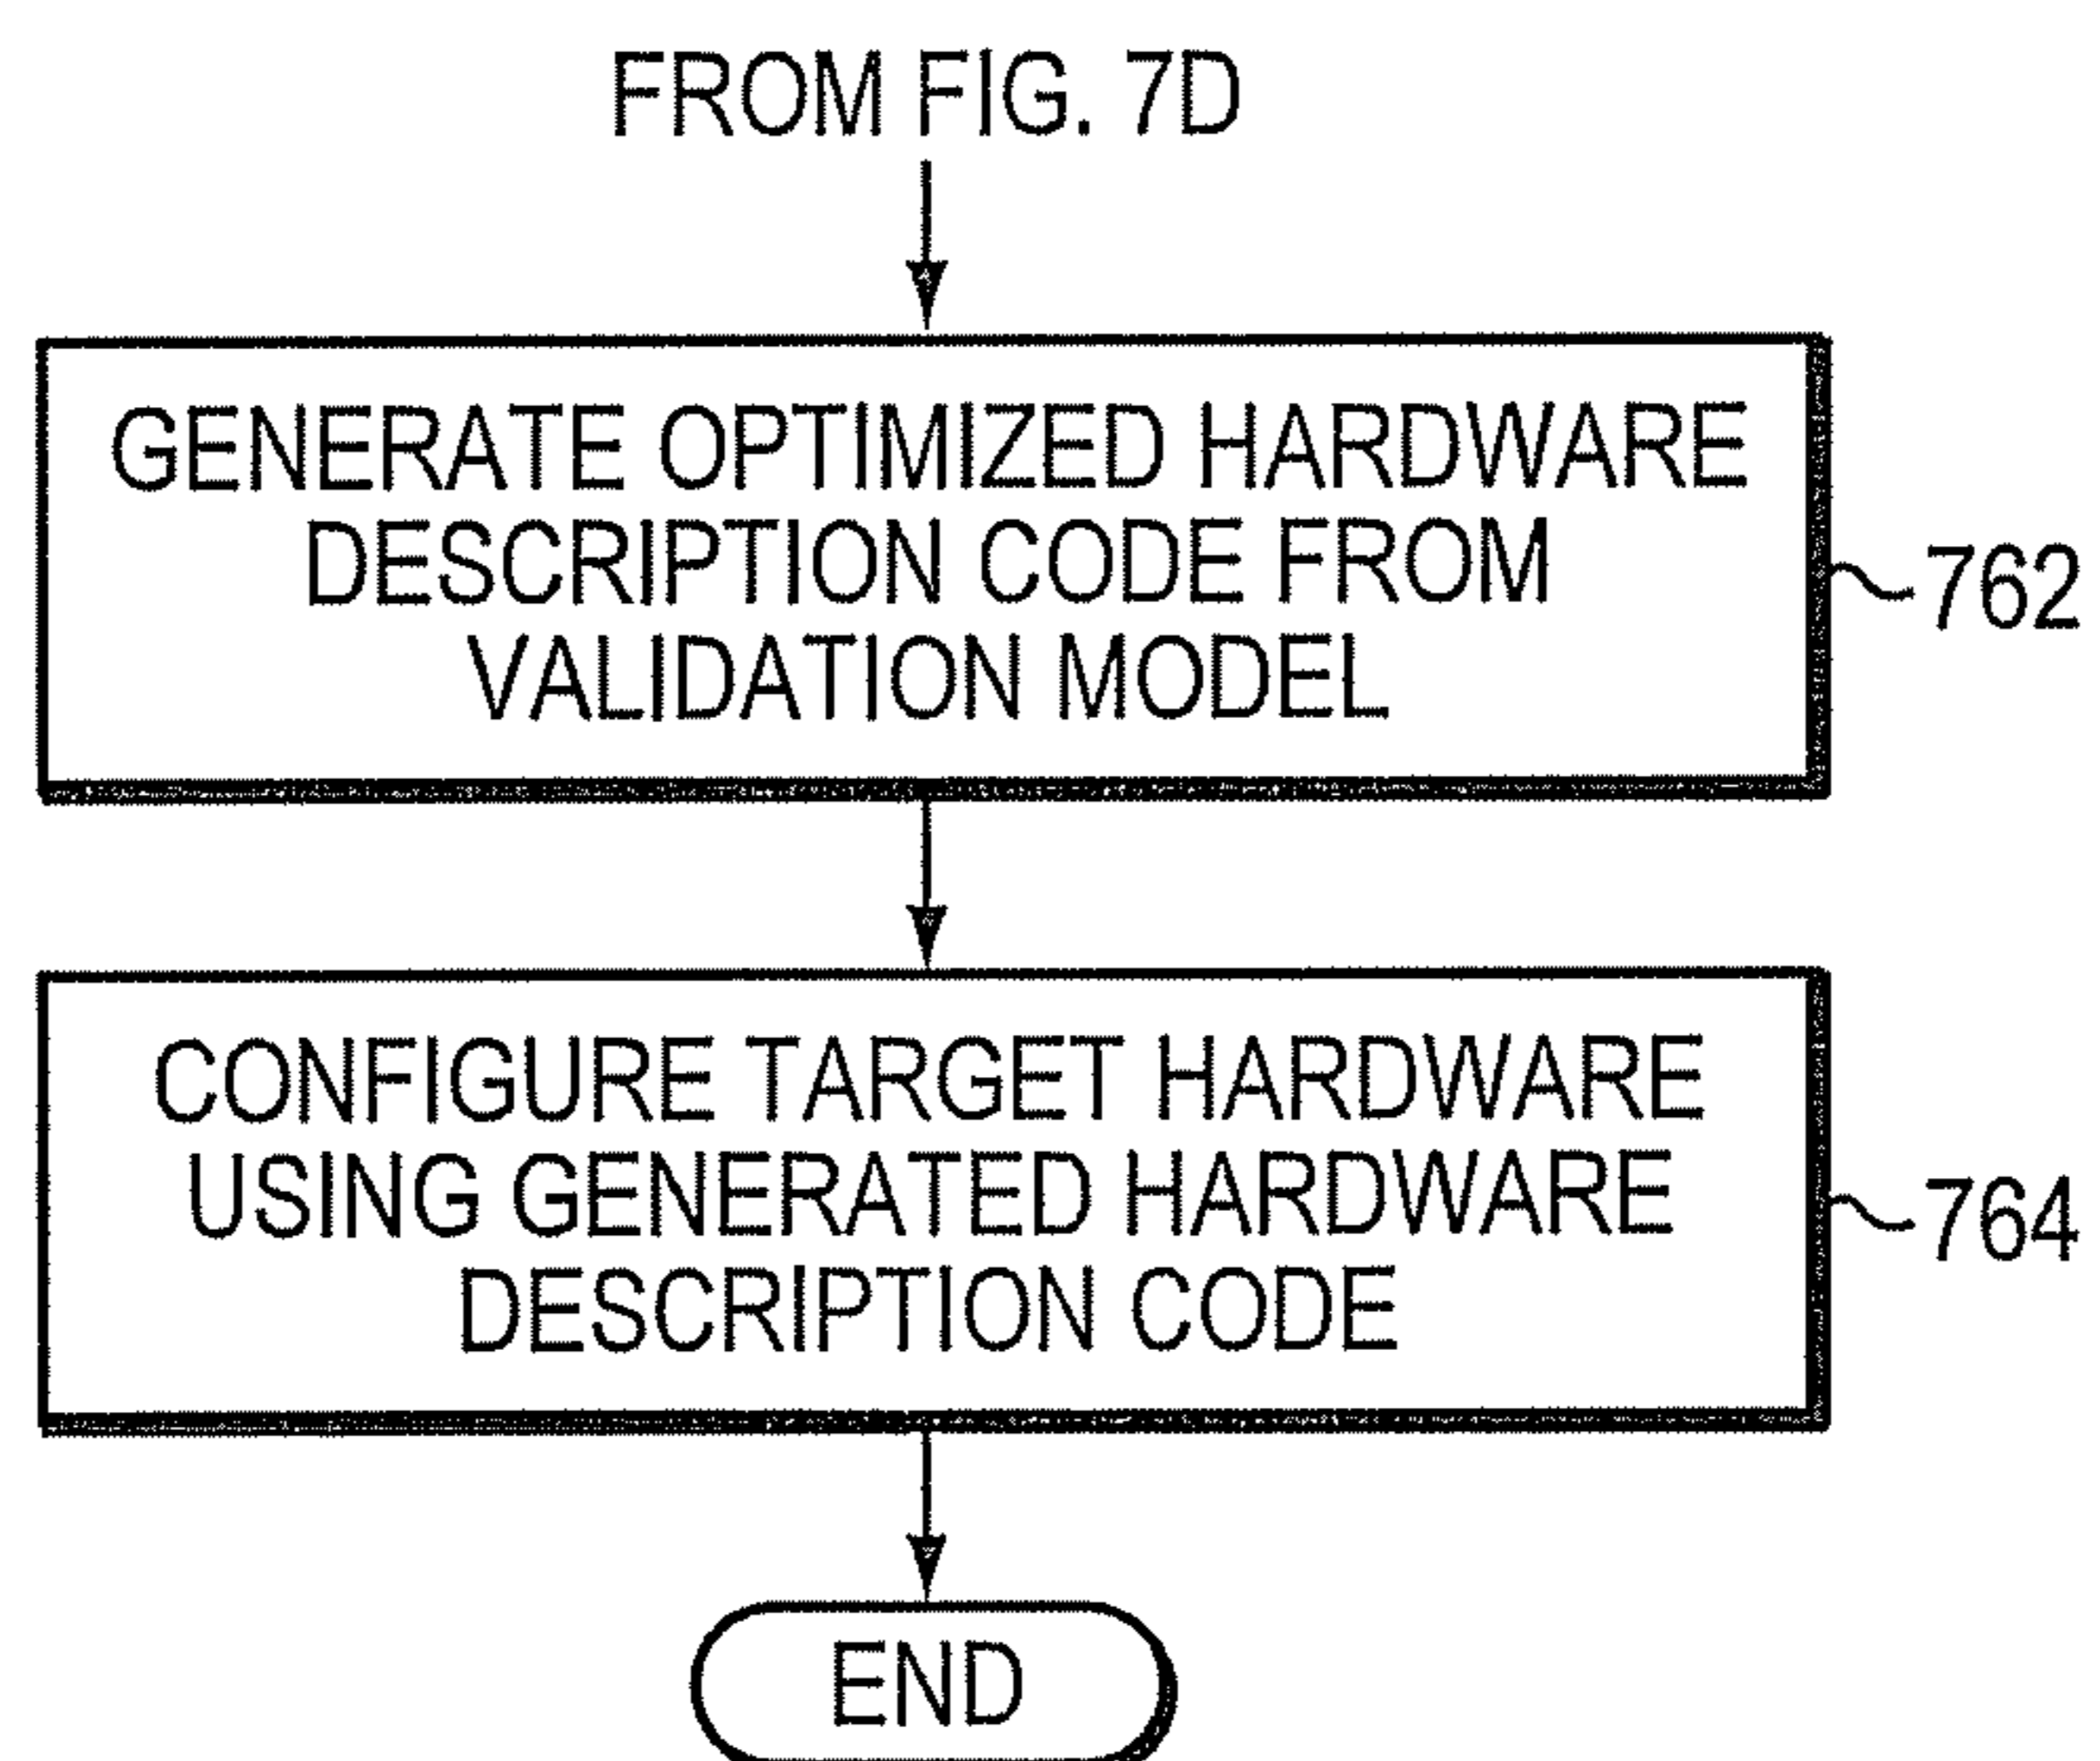 FROM FIG. 7D
GENERATE OPTIMIZED HARDWARE
DESCRIPTION CODE FROM
VALIDATION MODEL
762
CONFIGURE TARGET HARDWARE
USING GENERATED HARDWARE
DESCRIPTION CODE
764
END